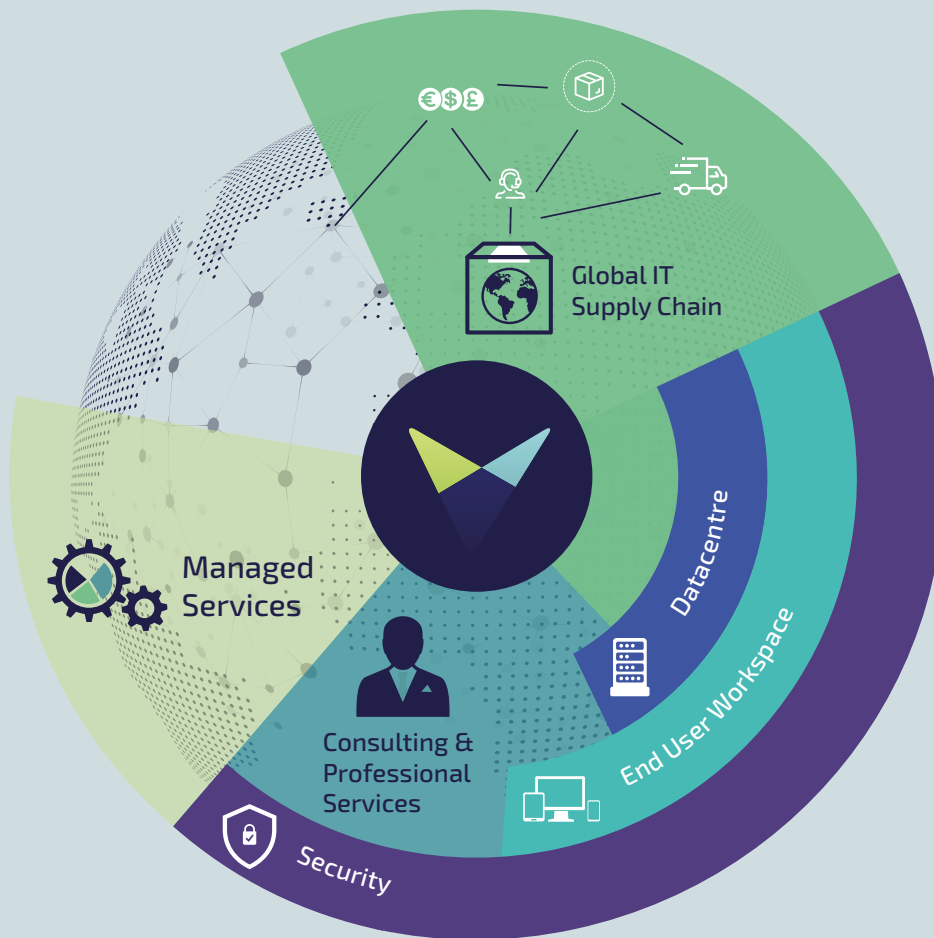 € $ £
Global IT
Supply Chain
Datacentre
End User Workspace
Security
Consulting &
Professional
Services
Managed
Services